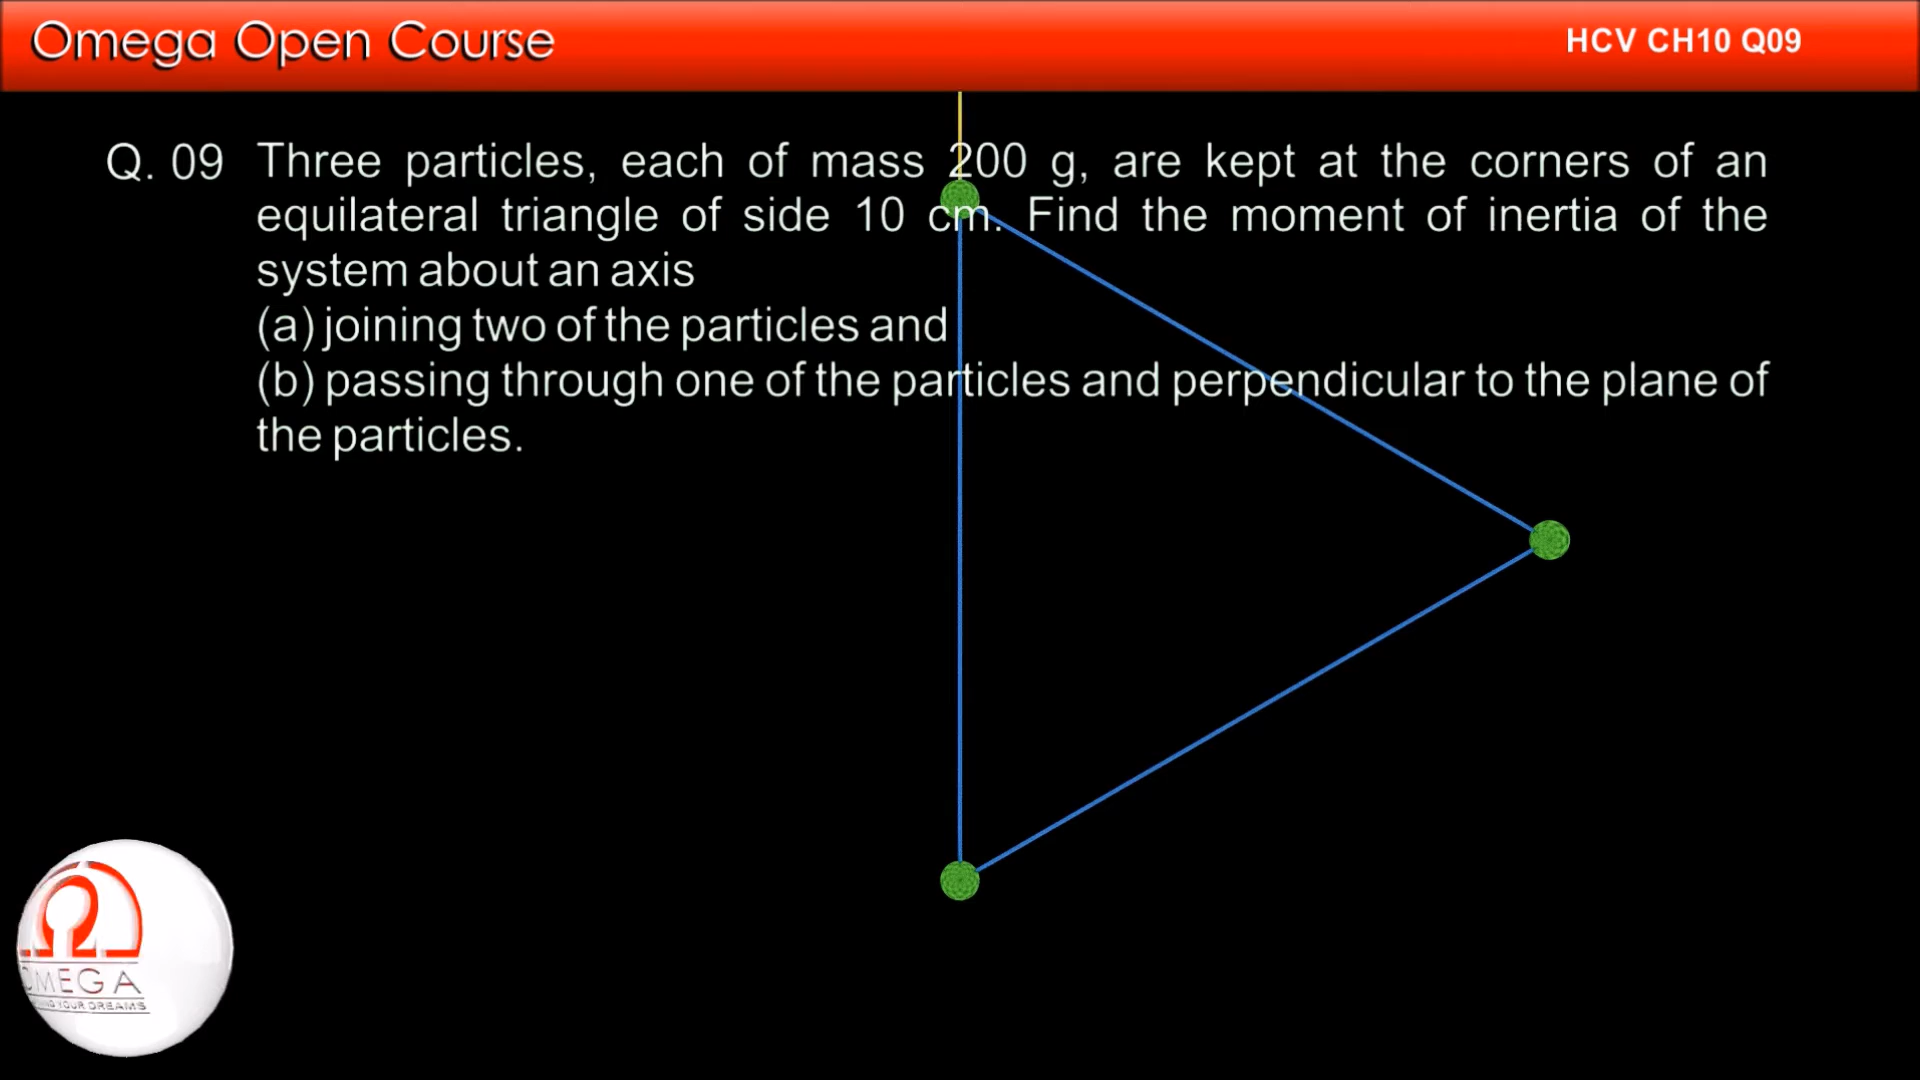 Omega Open Course
HCV CH10 Q09
Q. 09 Three particles, each of mass 200 g, are kept at the corners of an
equilateral triangle of side 10 cm. Find the moment of inertia of the
system about an axis
(a) joining two of the particles and
(b) passing through one of the particles and perpendicular to the plane of
the particles.
OMEGA
YOUR DREAMS